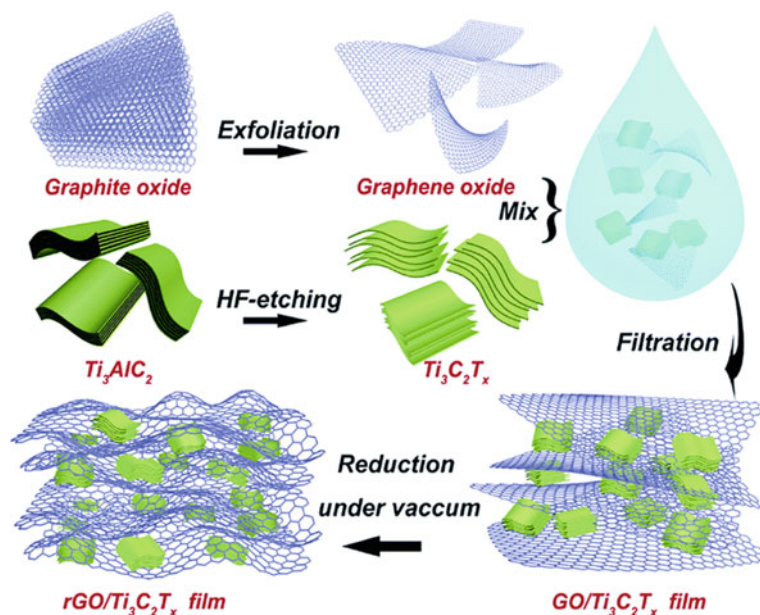 Exfoliation
Graphite oxide
Graphene oxide
Mix
HF-etching
Ti₃AlC₂
Ti₃C₂Tₓ
Filtration
Reduction
under vaccum
rGO/Ti₃C₂Tₓ film
GO/Ti₃C₂Tₓ film